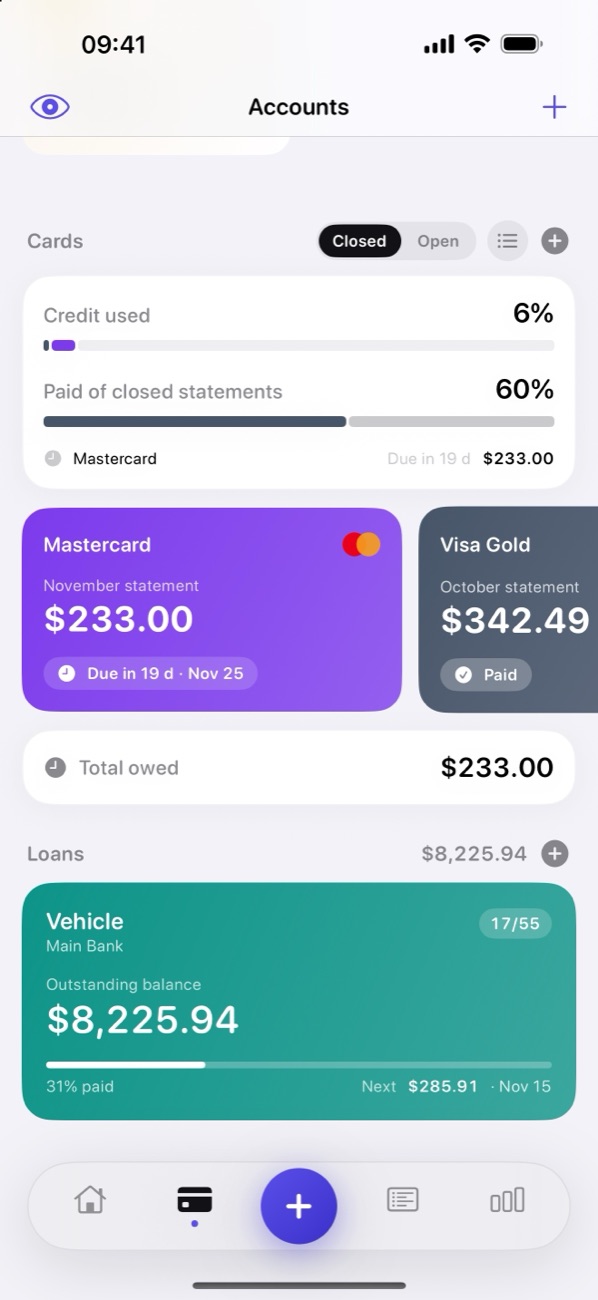 09:41
Accounts
Cards
Closed
Open
Credit used
6%
Paid of closed statements
60%
Mastercard
Due in 19 d
$233.00
Mastercard
November statement
$233.00
Due in 19 d · Nov 25
Visa Gold
October statement
$342.49
Paid
Total owed
$233.00
Loans
$8,225.94
Vehicle
17/55
Main Bank
Outstanding balance
$8,225.94
31% paid
Next $285.91 · Nov 15